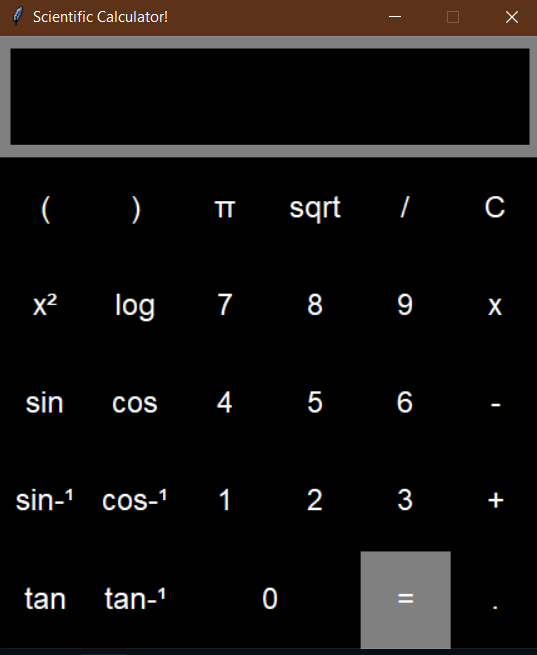 Scientific Calculator!
( ) π sqrt / C
x² log 7 8 9 x
sin cos 4 5 6 -
sin-¹ cos-¹ 1 2 3 +
tan tan-¹ 0 = .